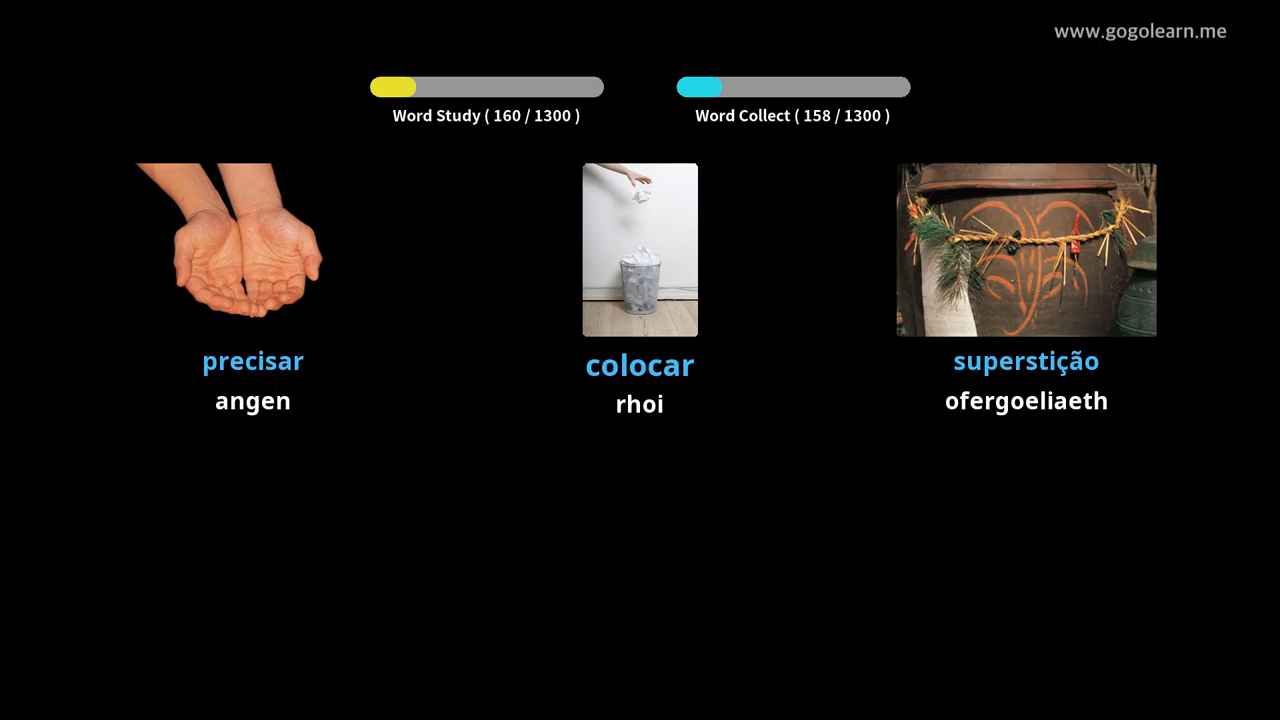 www.gogolearn.me
Word Study ( 160 / 1300 )
Word Collect ( 158 / 1300 )
precisar
angen
colocar
rhoi
superstição
ofergoeliaeth